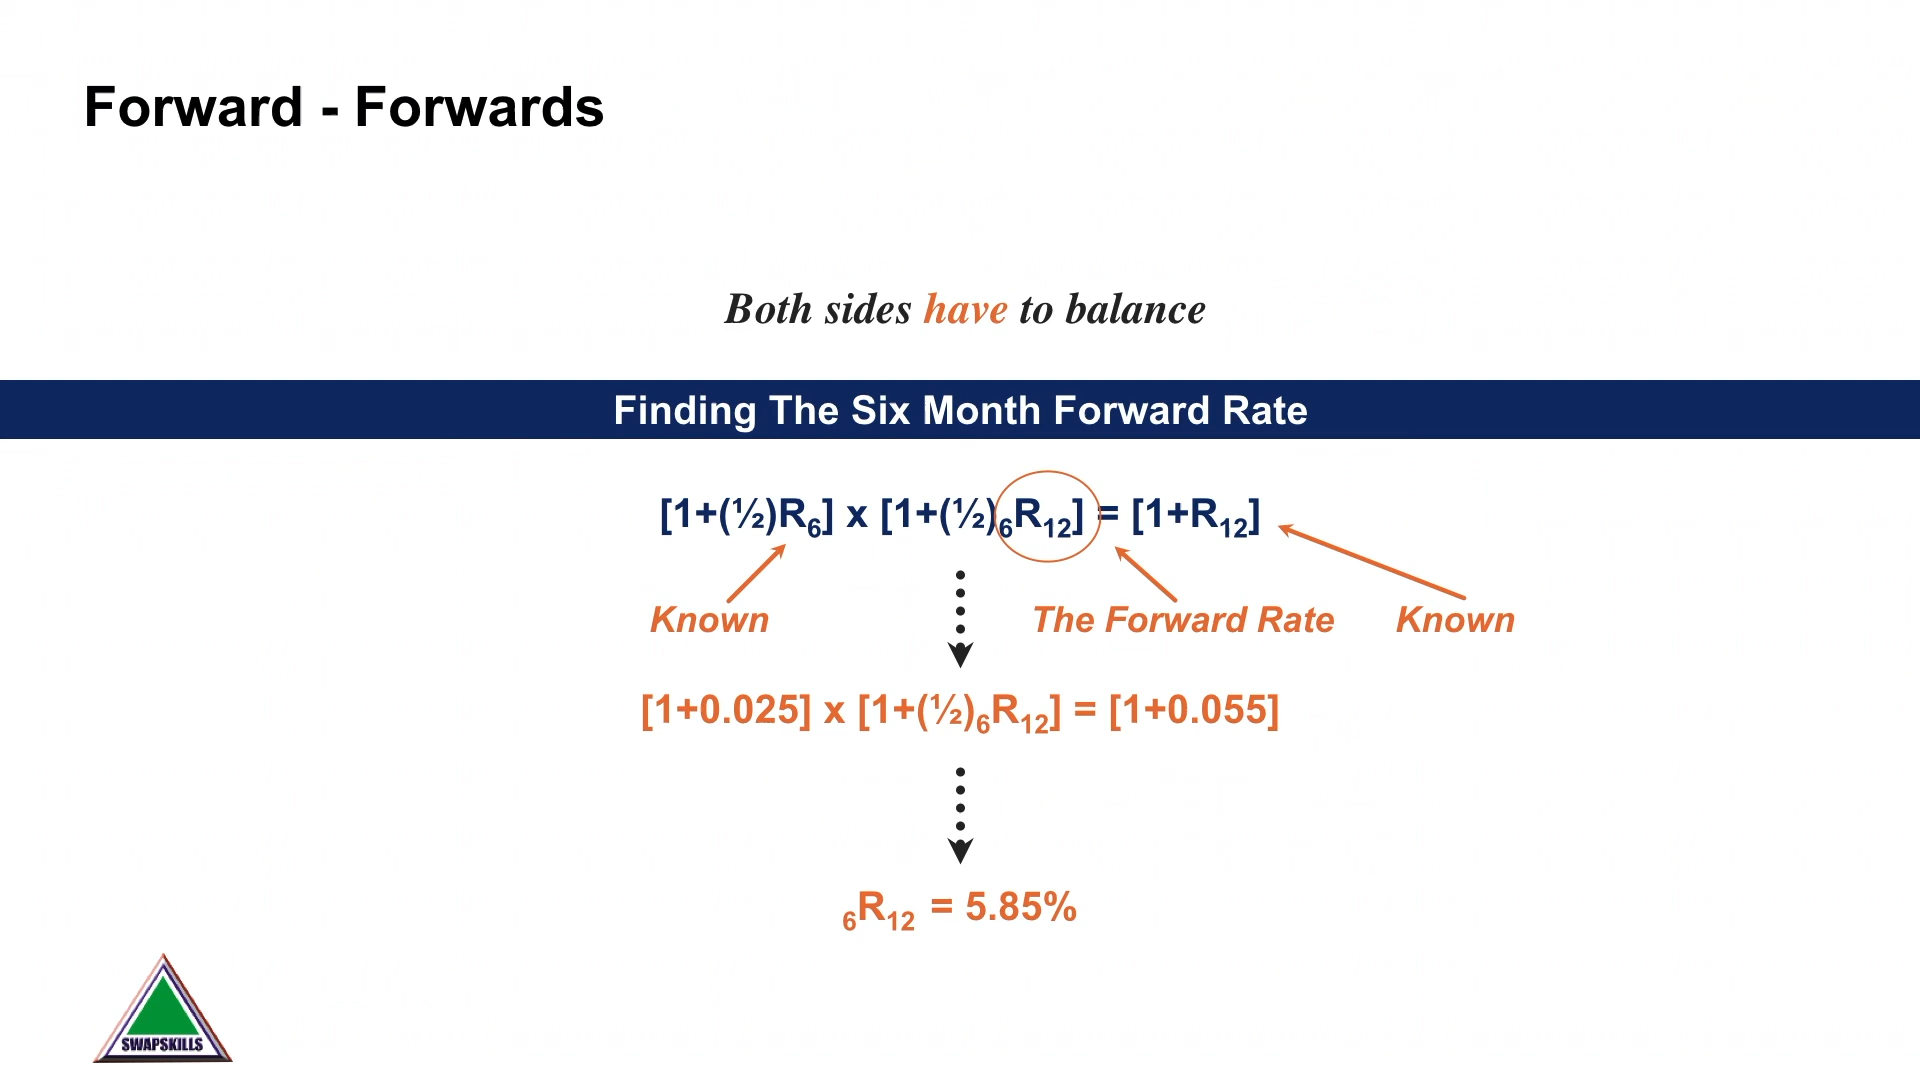 Forward - Forwards
Both sides have to balance
Finding The Six Month Forward Rate
[1+(½)R₆] x [1+(½)₆R₁₂] = [1+R₁₂]
Known The Forward Rate Known
[1+0.025] x [1+(½)₆R₁₂] = [1+0.055]
₆R₁₂ = 5.85%
SWAPSKILLS